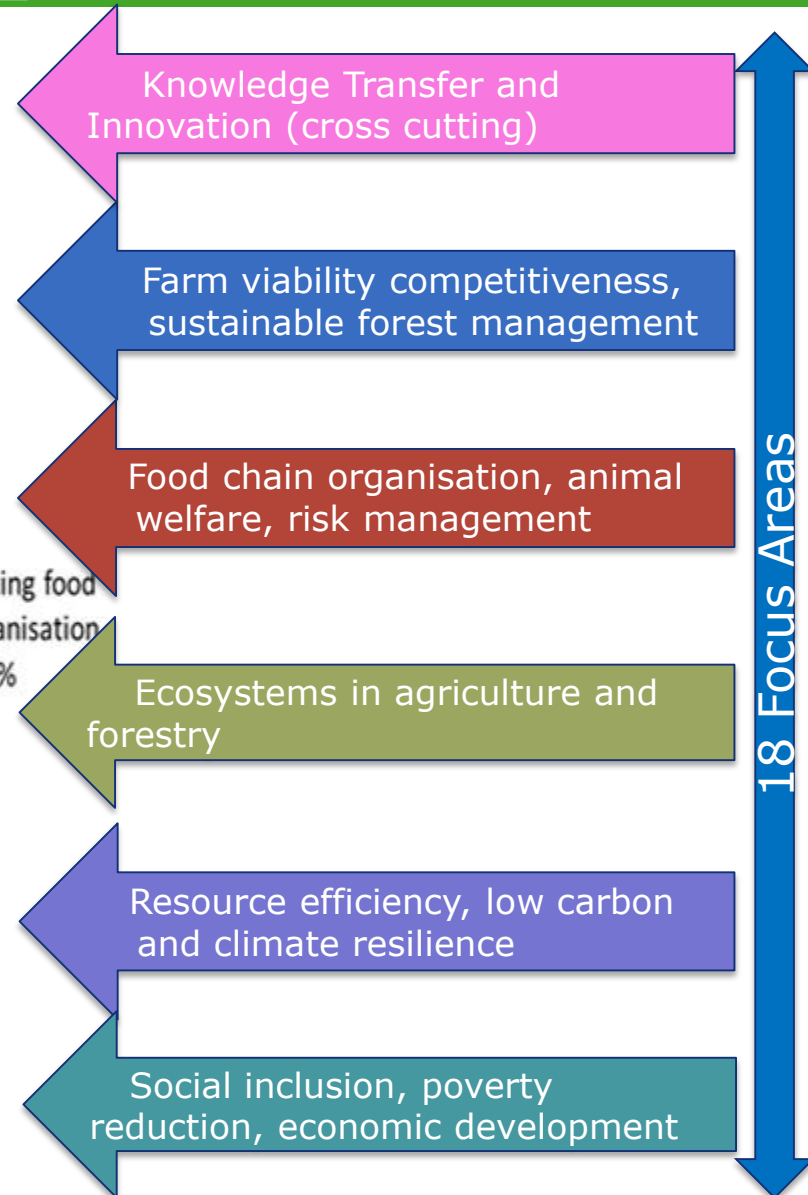 Knowledge Transfer and
Innovation (cross cutting)
Farm viability competitiveness,
sustainable forest management
Food chain organisation, animal
welfare, risk management
food
Ecosystems in agriculture and
forestry
Resource efficiency, low carbon
and climate resilience
Social inclusion, poverty
reduction, economic development
18 Focus Areas